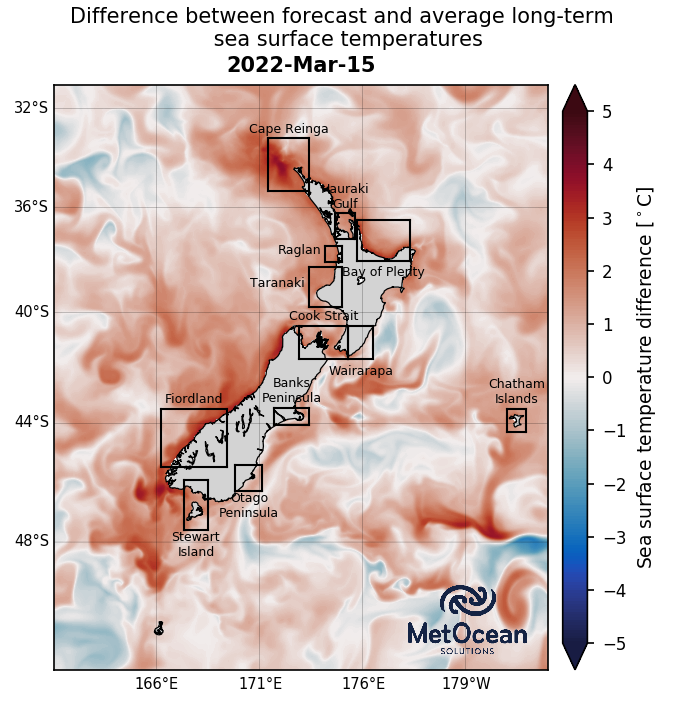 Difference between forecast and average long-term
sea surface temperatures
2022-Mar-15
32°S
36°S
40°S
44°S
48°S
166°E
171°E
176°E
179°W
Cape Reinga
Hauraki
Gulf
Raglan
Bay of Plenty
Taranaki
Cook Strait
Wairarapa
Banks
Peninsula
Fiordland
Chatham
Islands
Otago
Peninsula
Stewart
Island
MetOcean
SOLUTIONS
5
4
3
2
1
0
−1
−2
−3
−4
−5
Sea surface temperature difference [°C]